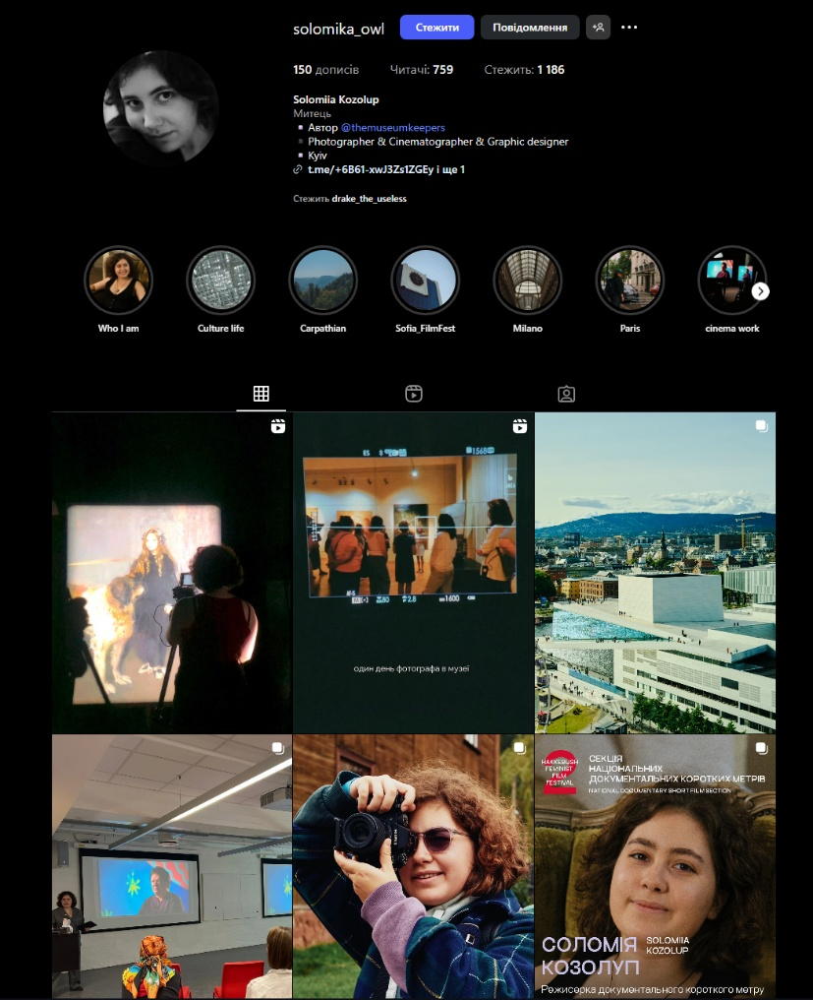 solomika_owl Стежити Повідомлення
150 дописів Читачі: 759 Стежить: 1 186
Solomiia Kozolup
Митець
Автор @themuseumkeepers
Photographer & Cinematographer & Graphic designer
Kyiv
t.me/+6B61-xwJ3Zs1ZGEy і ще 1
Стежить drake_the_useless
Who I am Culture life Carpathian Sofia_FilmFest Milano Paris cinema work
один день фотографа в музеї
HAKKEBUSH
FEMINIST
FILM
FESTIVAL
СЕКЦІЯ
НАЦІОНАЛЬНИХ
ДОКУМЕНТАЛЬНИХ КОРОТКИХ МЕТРІВ
NATIONAL DOCUMENTARY SHORT FILM SECTION
СОЛОМІЯ
КОЗОЛУП
SOLOMIIA
KOZOLUP
Режисерка документального короткого метру